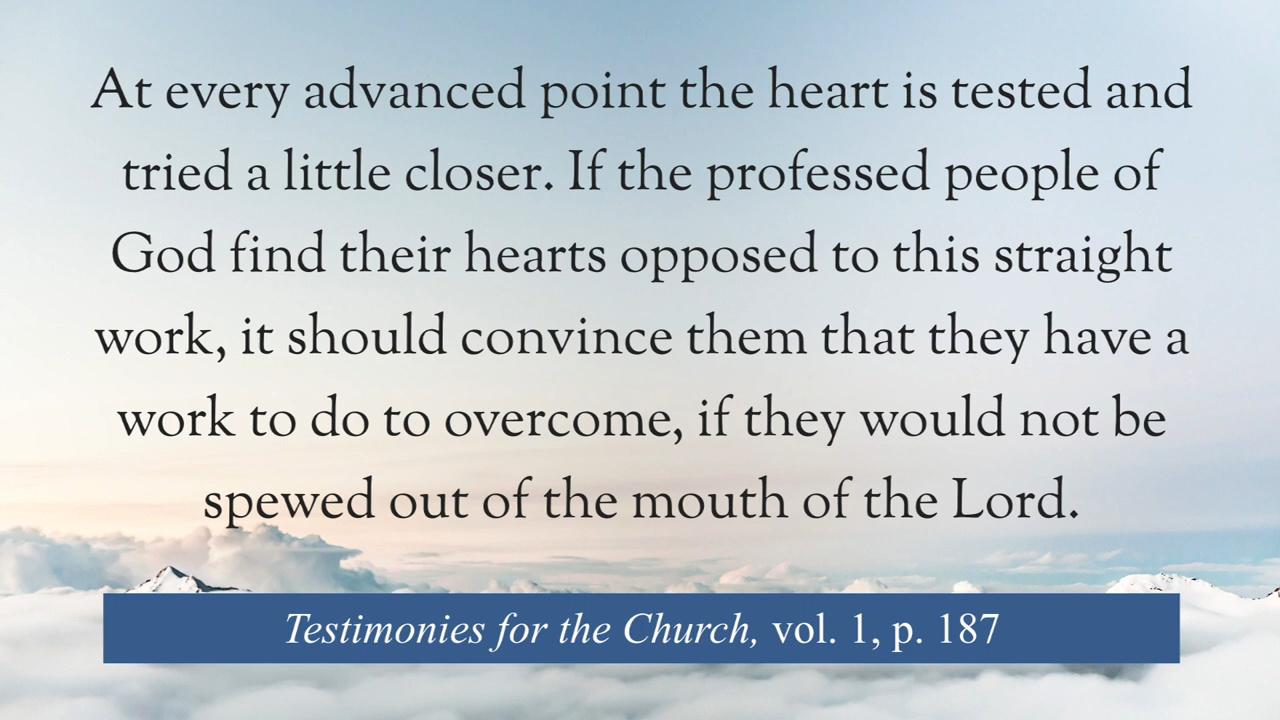 At every advanced point the heart is tested and
tried a little closer. If the professed people of
God find their hearts opposed to this straight
work, it should convince them that they have a
work to do to overcome, if they would not be
spewed out of the mouth of the Lord.
Testimonies for the Church, vol. 1, p. 187